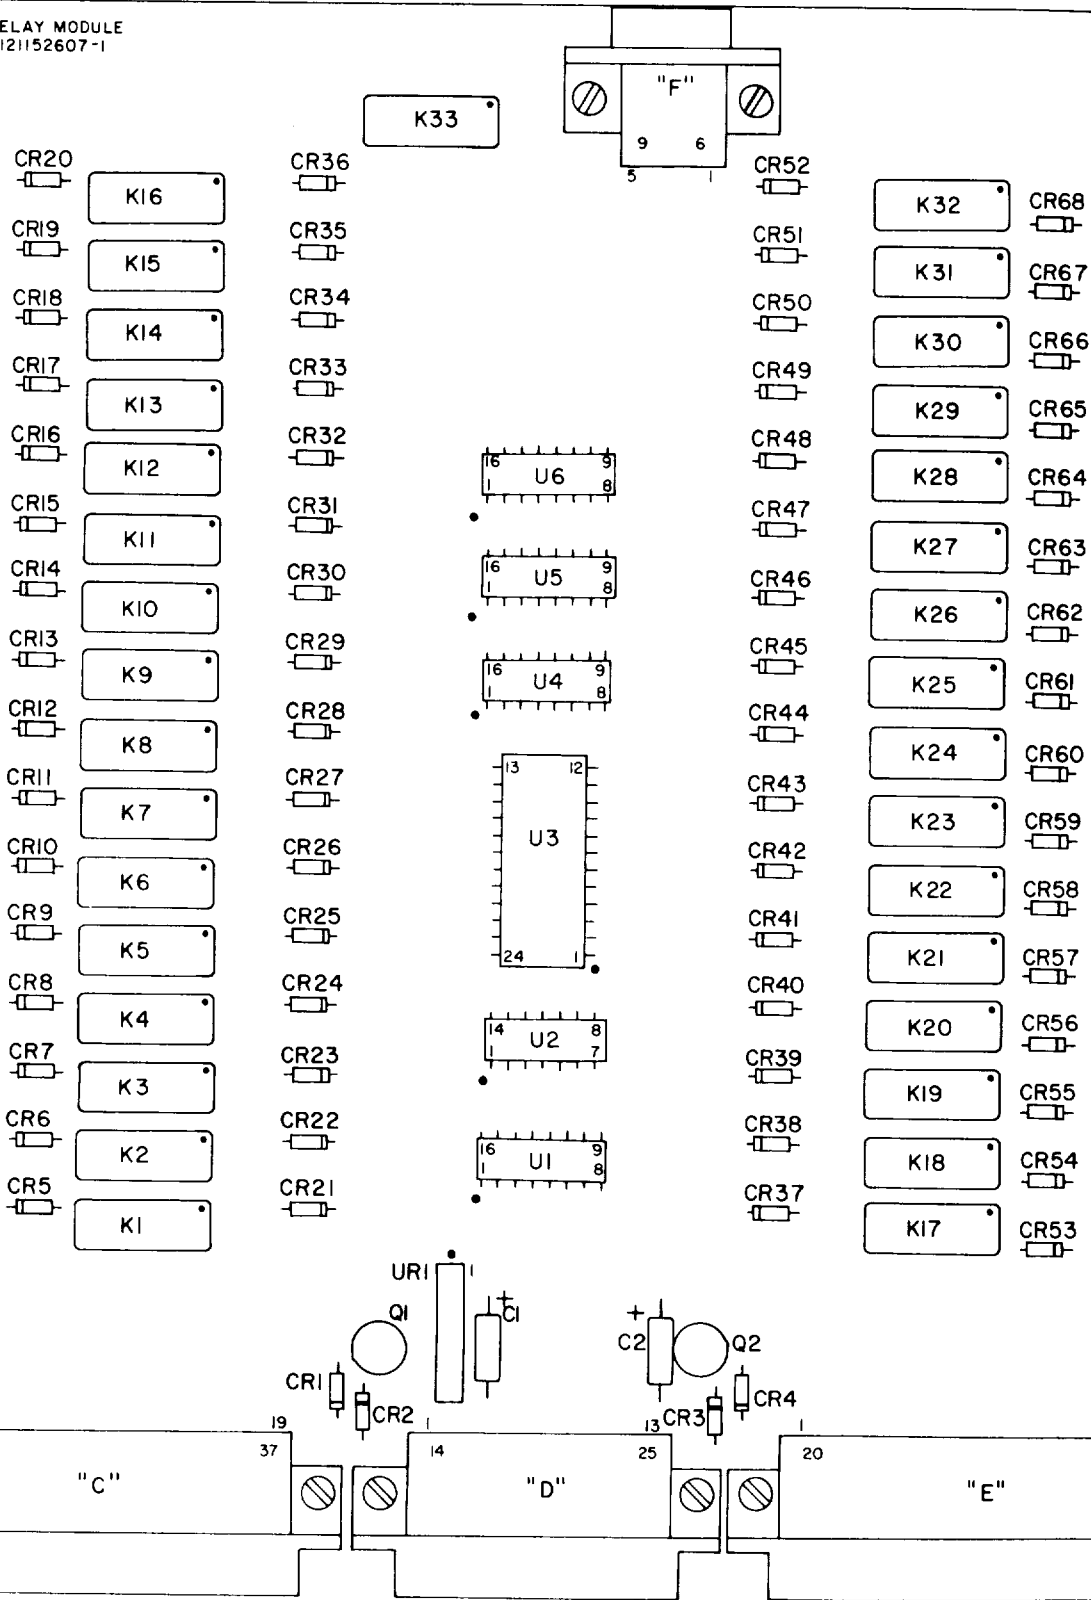 ELAY MODULE
121152607-1
"F"
K33
9 6
5 1
CR20 CR36 CR52
K16 K32 CR68
CR19 CR35 CR51
K15 K31 CR67
CR18 CR34 CR50
K14 K30 CR66
CR17 CR33 CR49
K13 K29 CR65
CR16 CR32 CR48
K12 16 U6 9 K28 CR64
1 8
CR15 CR31 CR47
K11 K27 CR63
CR14 CR30 16 U5 9 CR46
1 8
K10 K26 CR62
CR13 CR29 CR45
K9 16 U4 9 K25 CR61
1 8
CR12 CR28 CR44
K8 K24 CR60
13 12
CR11 CR27 CR43
K7 K23 CR59
U3
CR10 CR26 CR42
K6 K22 CR58
CR9 CR25 CR41
K5 24 1 K21 CR57
CR8 CR24 CR40
K4 14 U2 8 K20 CR56
1 7
CR7 CR23 CR39
K3 K19 CR55
CR6 CR22 CR38
K2 16 U1 9 K18 CR54
1 8
CR5 CR21 CR37
K1 K17 CR53
UR1 1
Q1 + C1 + C2 Q2
CR1 CR2 CR3 CR4
19 1 13 1
37 14 25 20
"C" "D" "E"